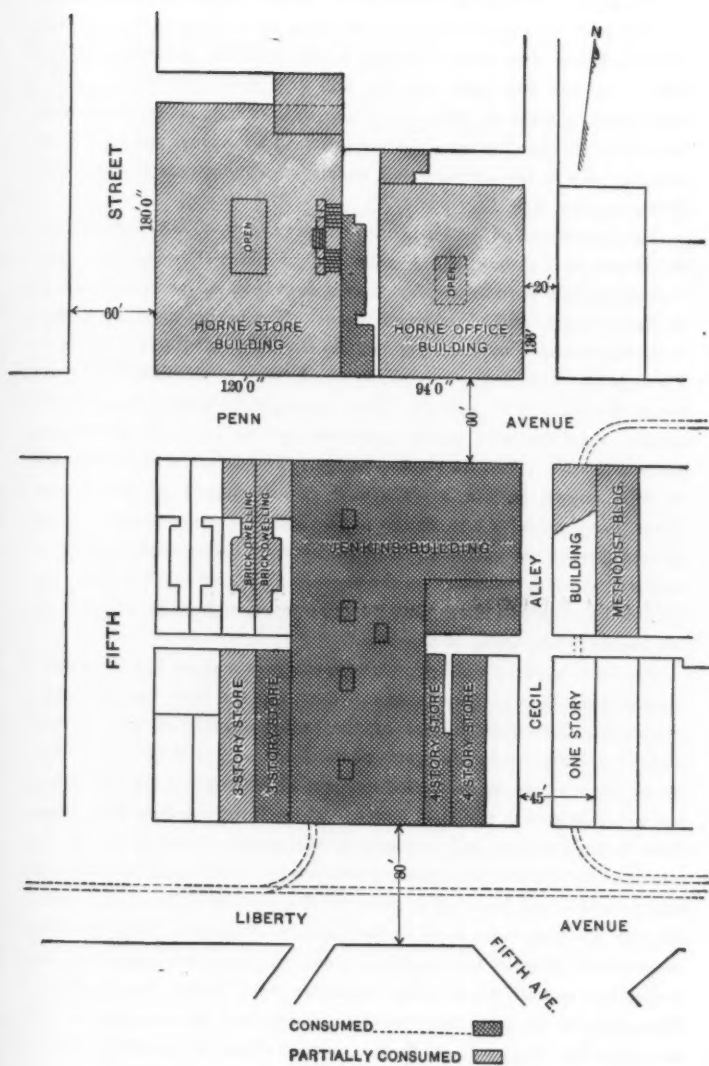 N
STREET
180'0"
OPEN
OPEN
60'
20'
HORNE STORE
BUILDING
HORNE OFFICE
BUILDING
136'
120'0"
94'0"
PENN
60'
AVENUE
BRICK DWELLING
BRICK DWELLING
JENKINS BUILDING
ALLEY
BUILDING
METHODIST BLDG.
FIFTH
3-STORY STORE
3-STORY STORE
4-STORY STORE
4-STORY STORE
CECIL
ONE STORY
45'
80'
LIBERTY
AVENUE
FIFTH AVE.
CONSUMED
PARTIALLY CONSUMED